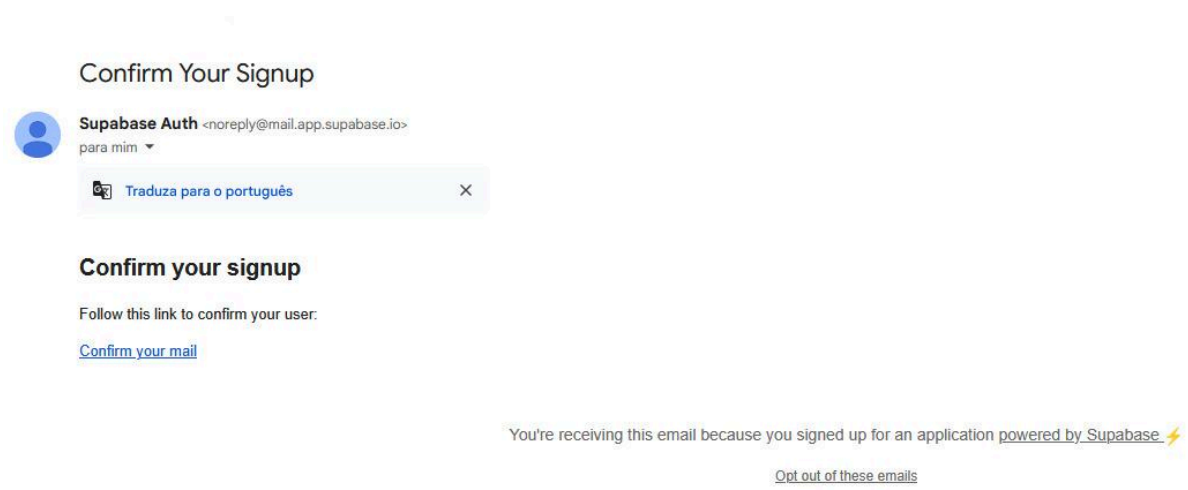 Confirm Your Signup
Supabase Auth <noreply@mail.app.supabase.io>
para mim
Traduza para o português
Confirm your signup
Follow this link to confirm your user:
Confirm your mail
You're receiving this email because you signed up for an application powered by Supabase ⚡
Opt out of these emails